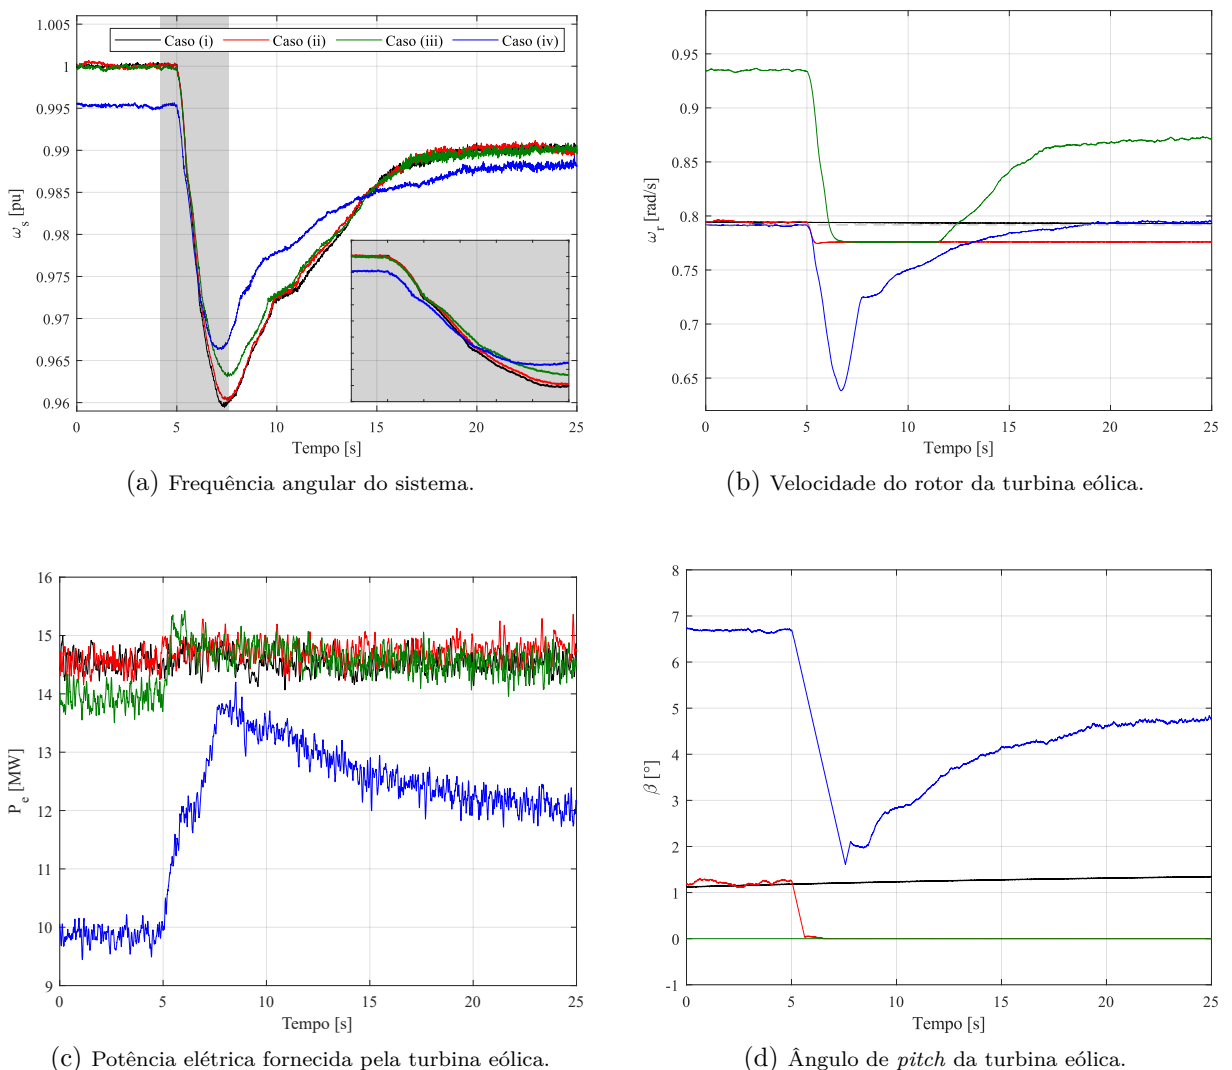 1.005
1
0.995
0.99
0.985
0.98
0.975
0.97
0.965
0.96
ω_s [pu]
Caso (i) Caso (ii) Caso (iii) Caso (iv)
0 5 10 15 20 25
Tempo [s]
(a) Frequência angular do sistema.
0.95
0.9
0.85
0.8
0.75
0.7
0.65
ω_r [rad/s]
0 5 10 15 20 25
Tempo [s]
(b) Velocidade do rotor da turbina eólica.
16
15
14
13
12
11
10
9
P_e [MW]
0 5 10 15 20 25
Tempo [s]
(c) Potência elétrica fornecida pela turbina eólica.
8
7
6
5
4
3
2
1
0
-1
β [°]
0 5 10 15 20 25
Tempo [s]
(d) Ângulo de pitch da turbina eólica.